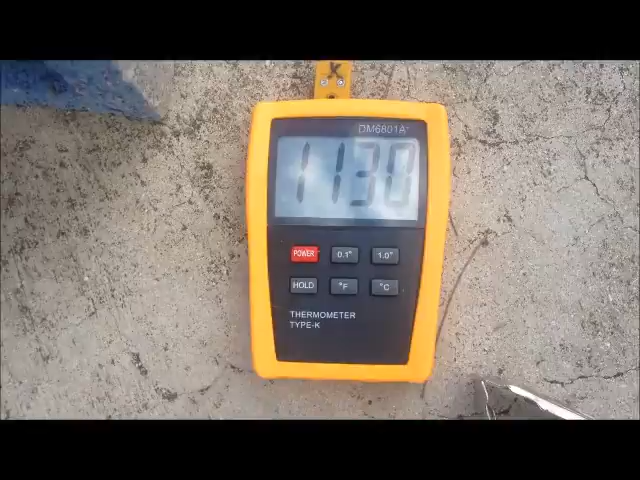 K
DM6801A+
1130
POWER
0.1°
1.0°
HOLD
°F
°C
THERMOMETER
TYPE-K